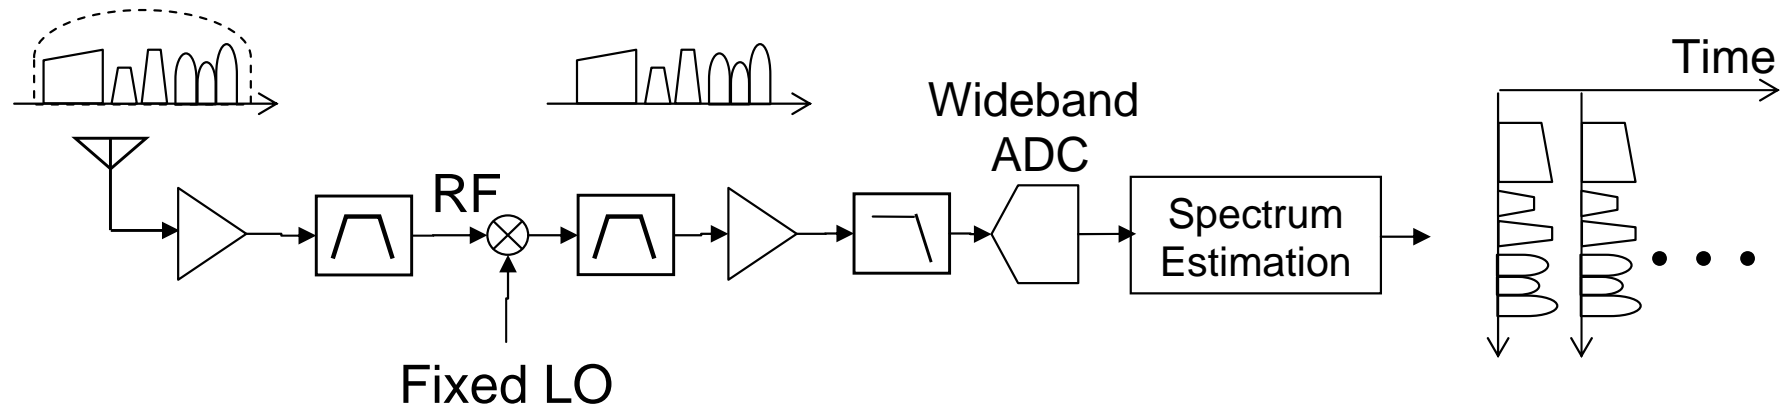 Time
Wideband
ADC
RF
Spectrum
Estimation
Fixed LO